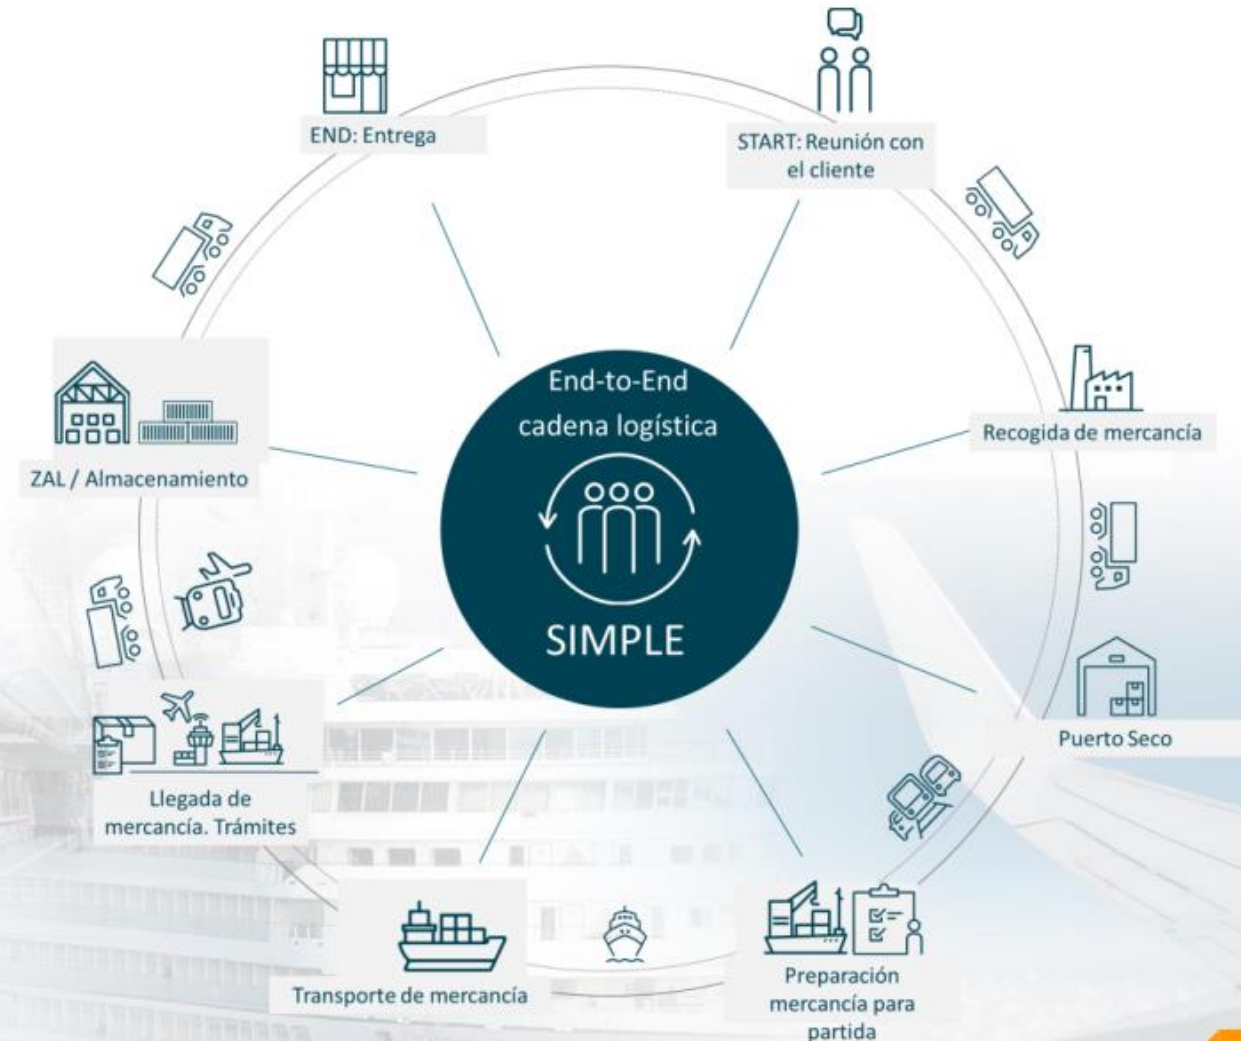 END: Entrega
START: Reunión con
el cliente
End-to-End
cadena logística
SIMPLE
Recogida de mercancía
ZAL / Almacenamiento
Puerto Seco
Llegada de
mercancía. Trámites
Transporte de mercancía
Preparación
mercancía para
partida